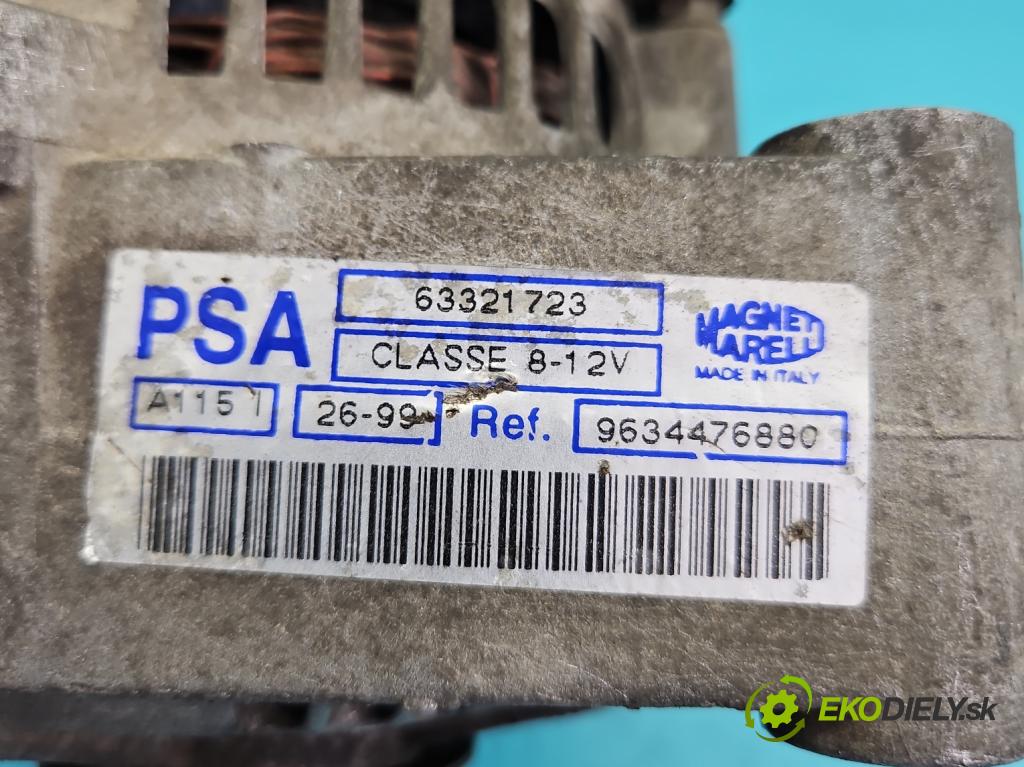 PSA
63321723
CLASSE 8-12V
MAGNETI
MARELLI
MADE IN ITALY
A115 I
26-99
Ref. 9634476880
EKODIELY.sk